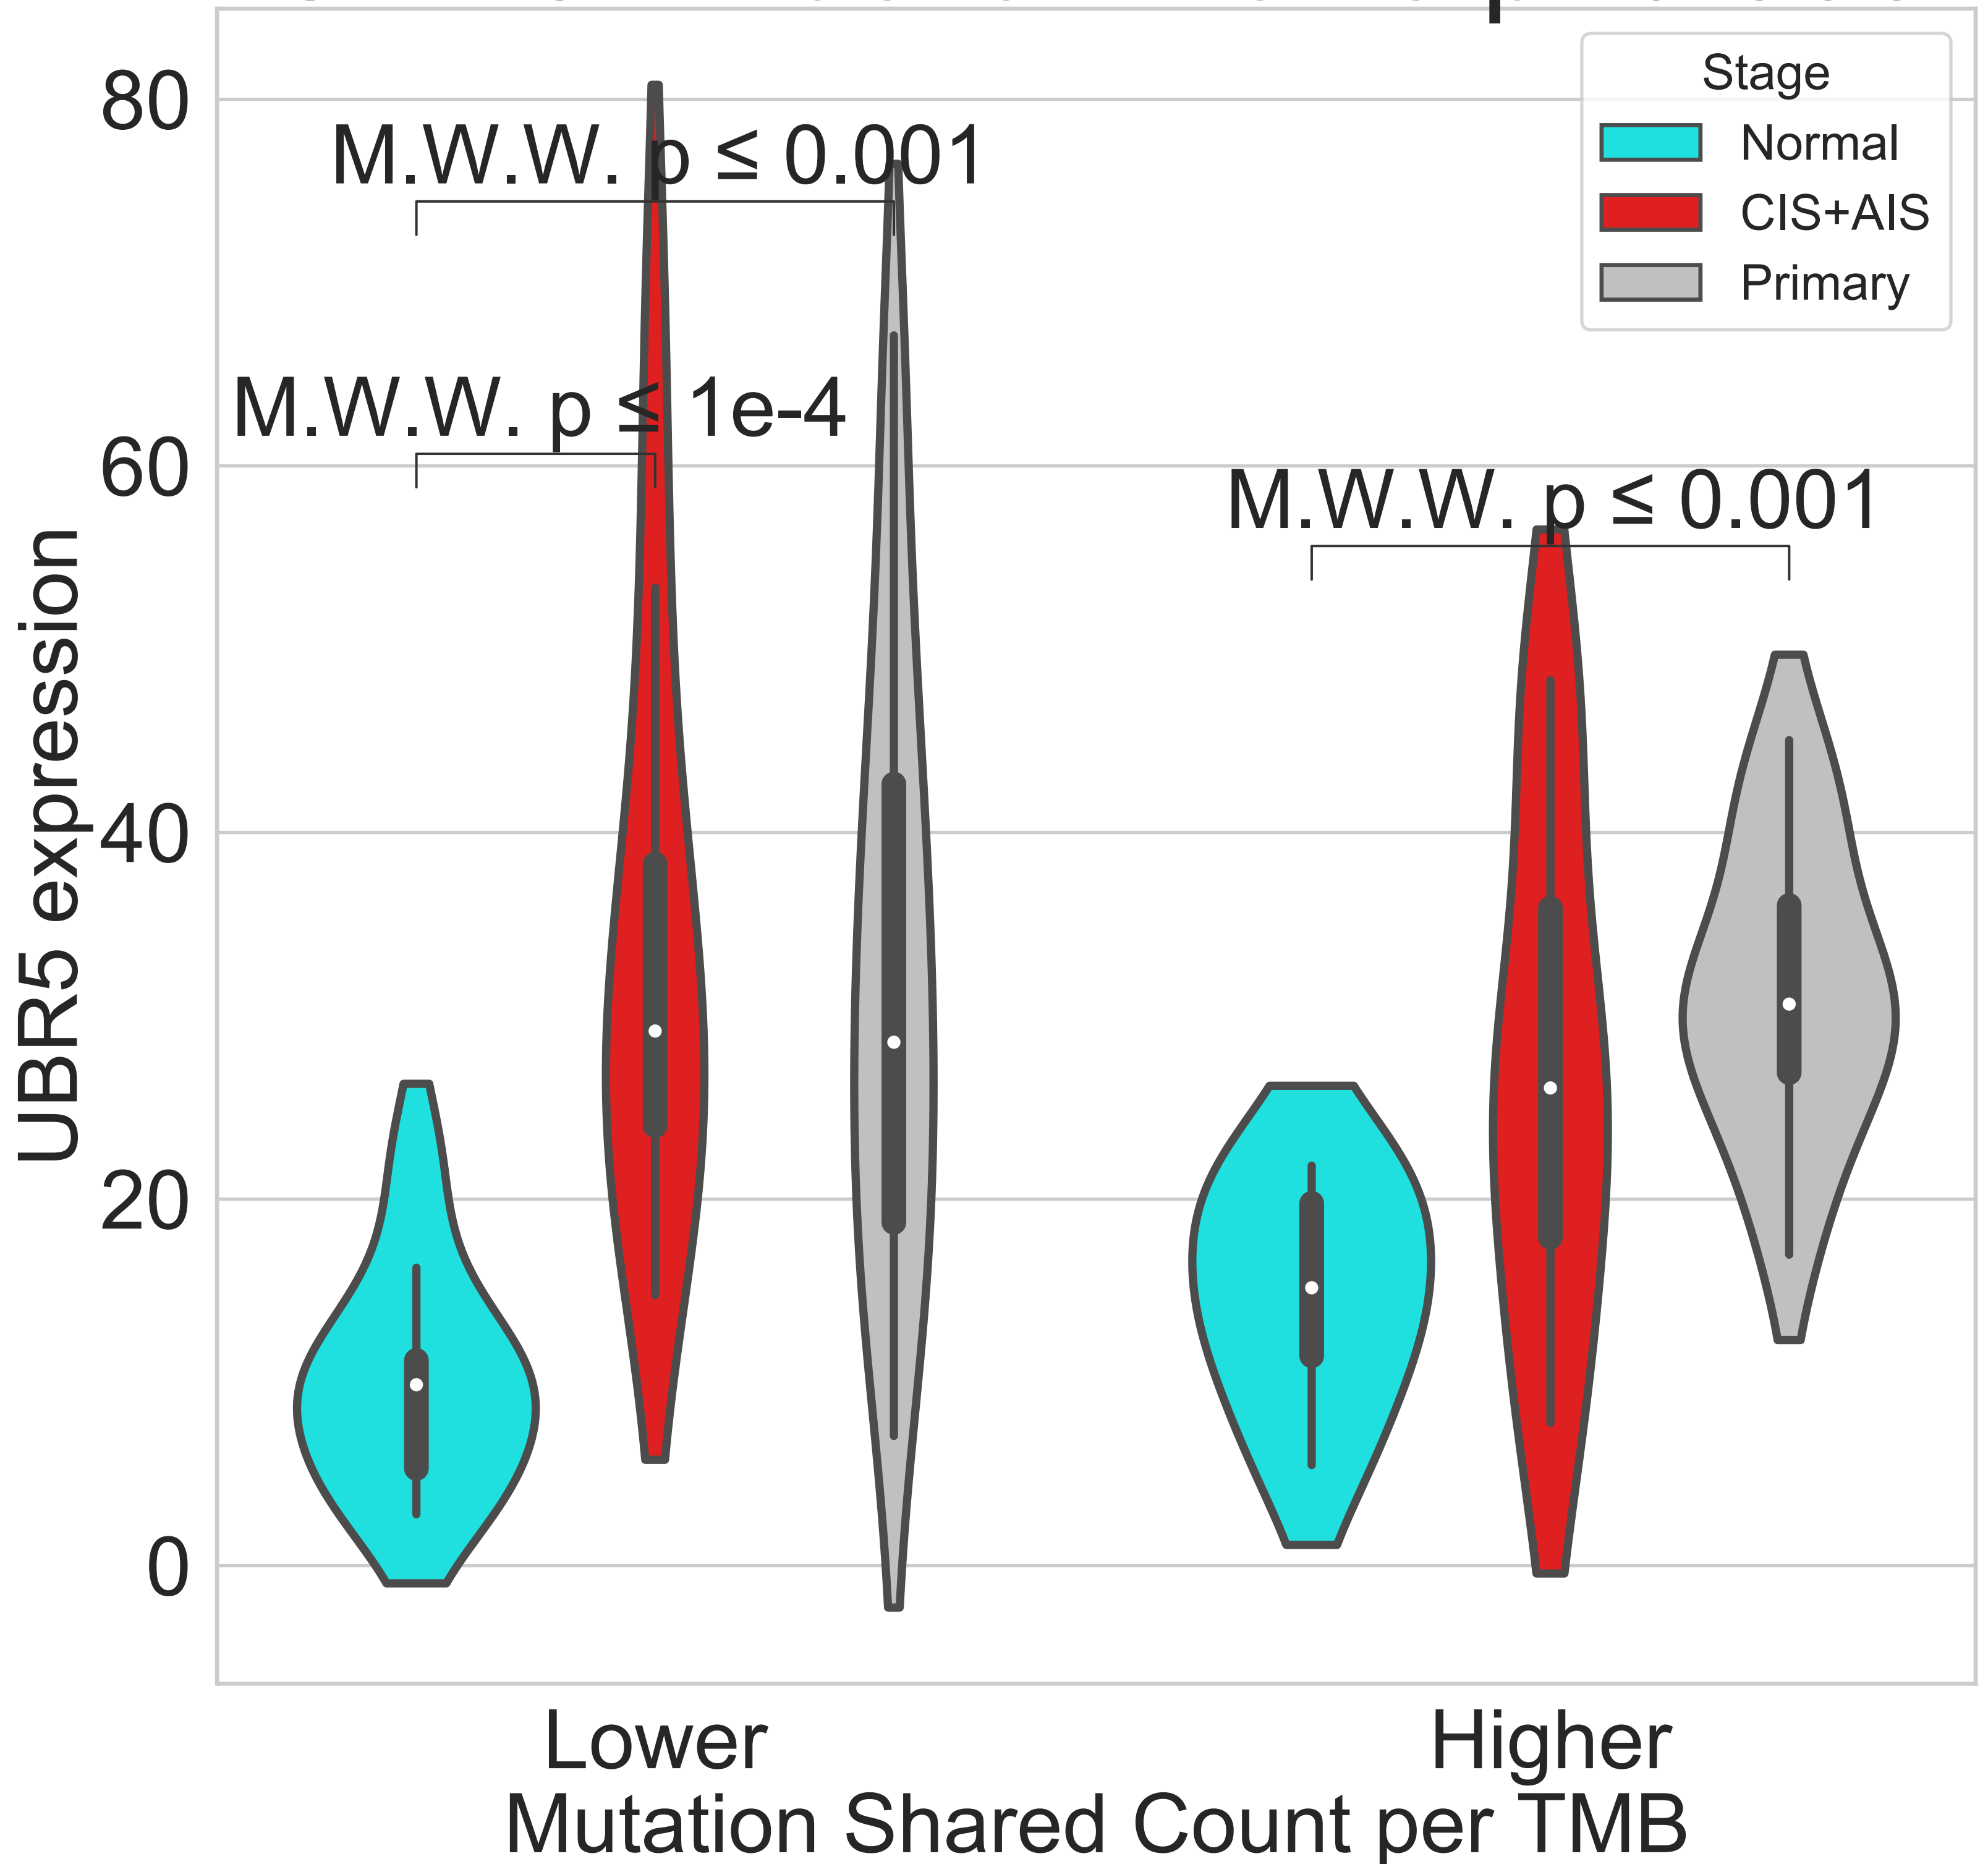 Stage
Normal
CIS+AIS
Primary
80
60
40
20
0
UBR5 expression
M.W.W. p ≤ 0.001
M.W.W. p ≤ 1e-4
M.W.W. p ≤ 0.001
Lower
Higher
Mutation Shared Count per TMB